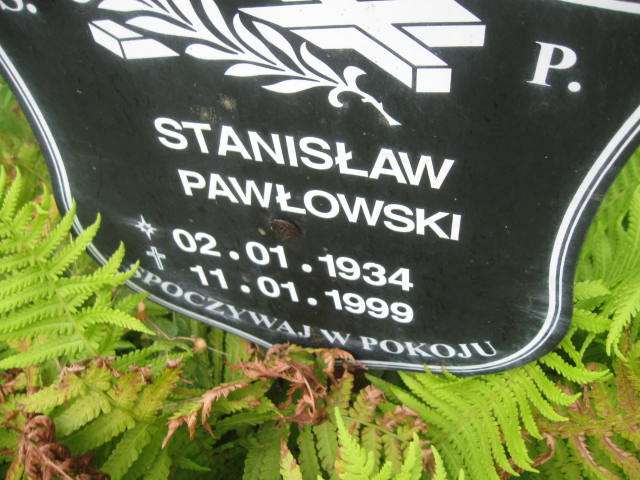 Ś. P.
STANISŁAW
PAWŁOWSKI
02.01.1934
11.01.1999
SPOCZYWAJ W POKOJU